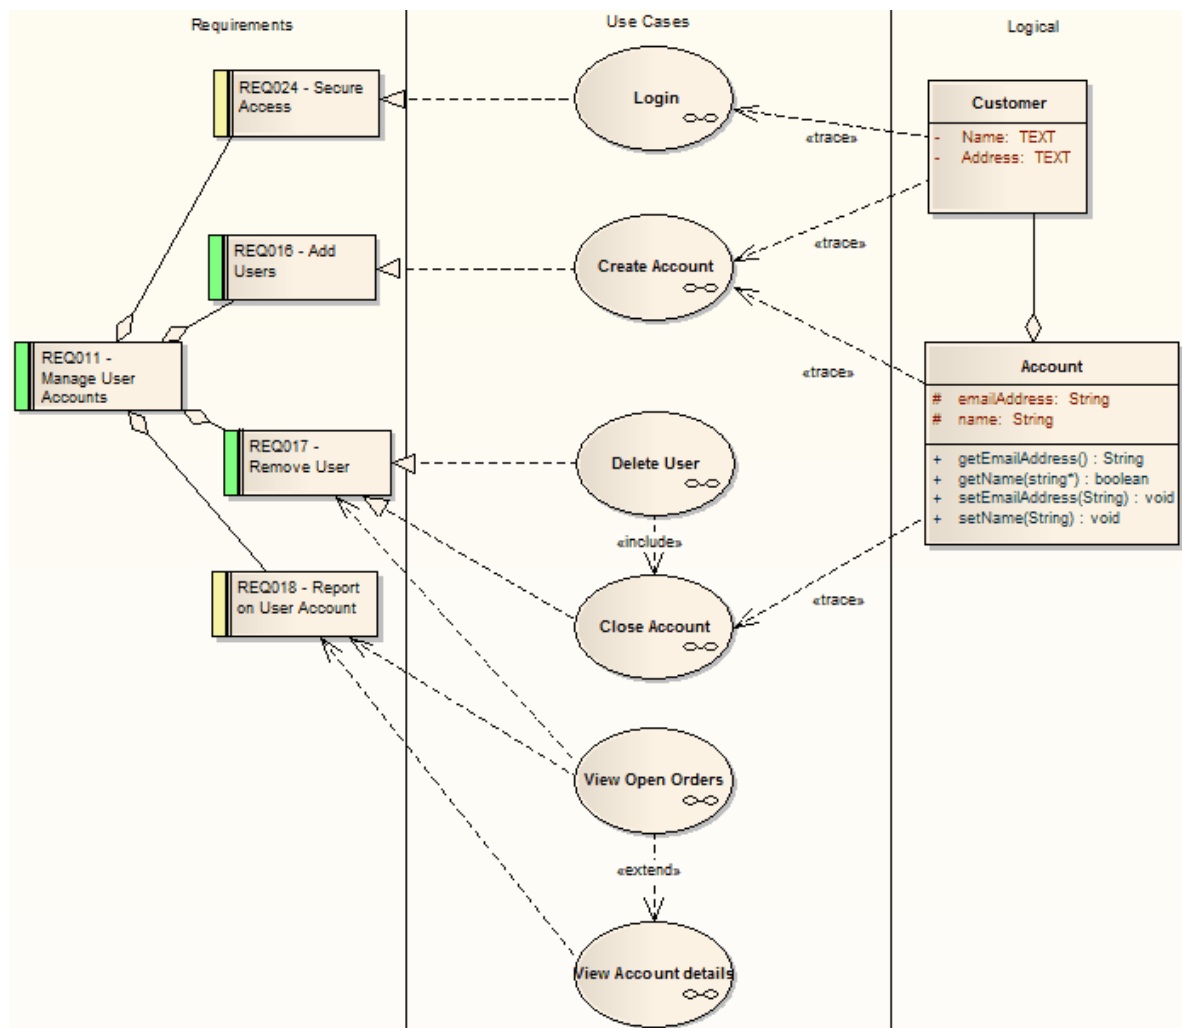 Requirements
Use Cases
Logical
REQ024 - Secure
Access
Login
Customer
- Name: TEXT
- Address: TEXT
«trace»
REQ016 - Add
Users
Create Account
«trace»
REQ011 -
Manage User
Accounts
«trace»
Account
# emailAddress: String
# name: String
+ getEmailAddress() : String
+ getName(string*) : boolean
+ setEmailAddress(String) : void
+ setName(String) : void
REQ017 -
Remove User
Delete User
«include»
REQ018 - Report
on User Account
Close Account
«trace»
View Open Orders
«extend»
View Account details